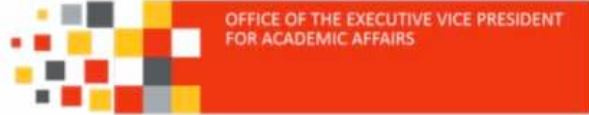 OFFICE OF THE EXECUTIVE VICE PRESIDENT
FOR ACADEMIC AFFAIRS